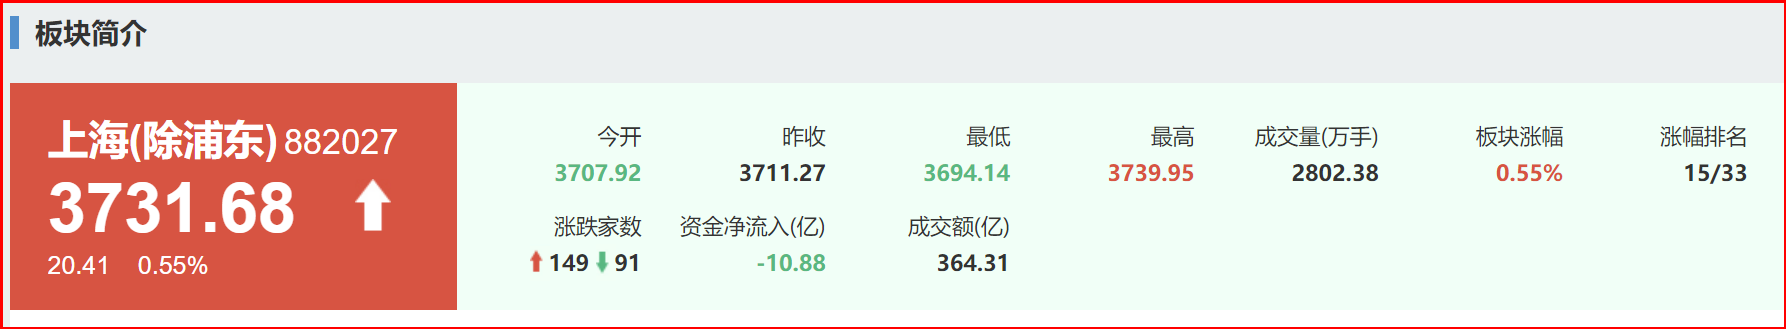 板块简介
上海(除浦东) 882027
3731.68
20.41 0.55%
今开 昨收 最低 最高 成交量(万手) 板块涨幅 涨幅排名
3707.92 3711.27 3694.14 3739.95 2802.38 0.55% 15/33
涨跌家数 资金净流入(亿) 成交额(亿)
149 91 -10.88 364.31